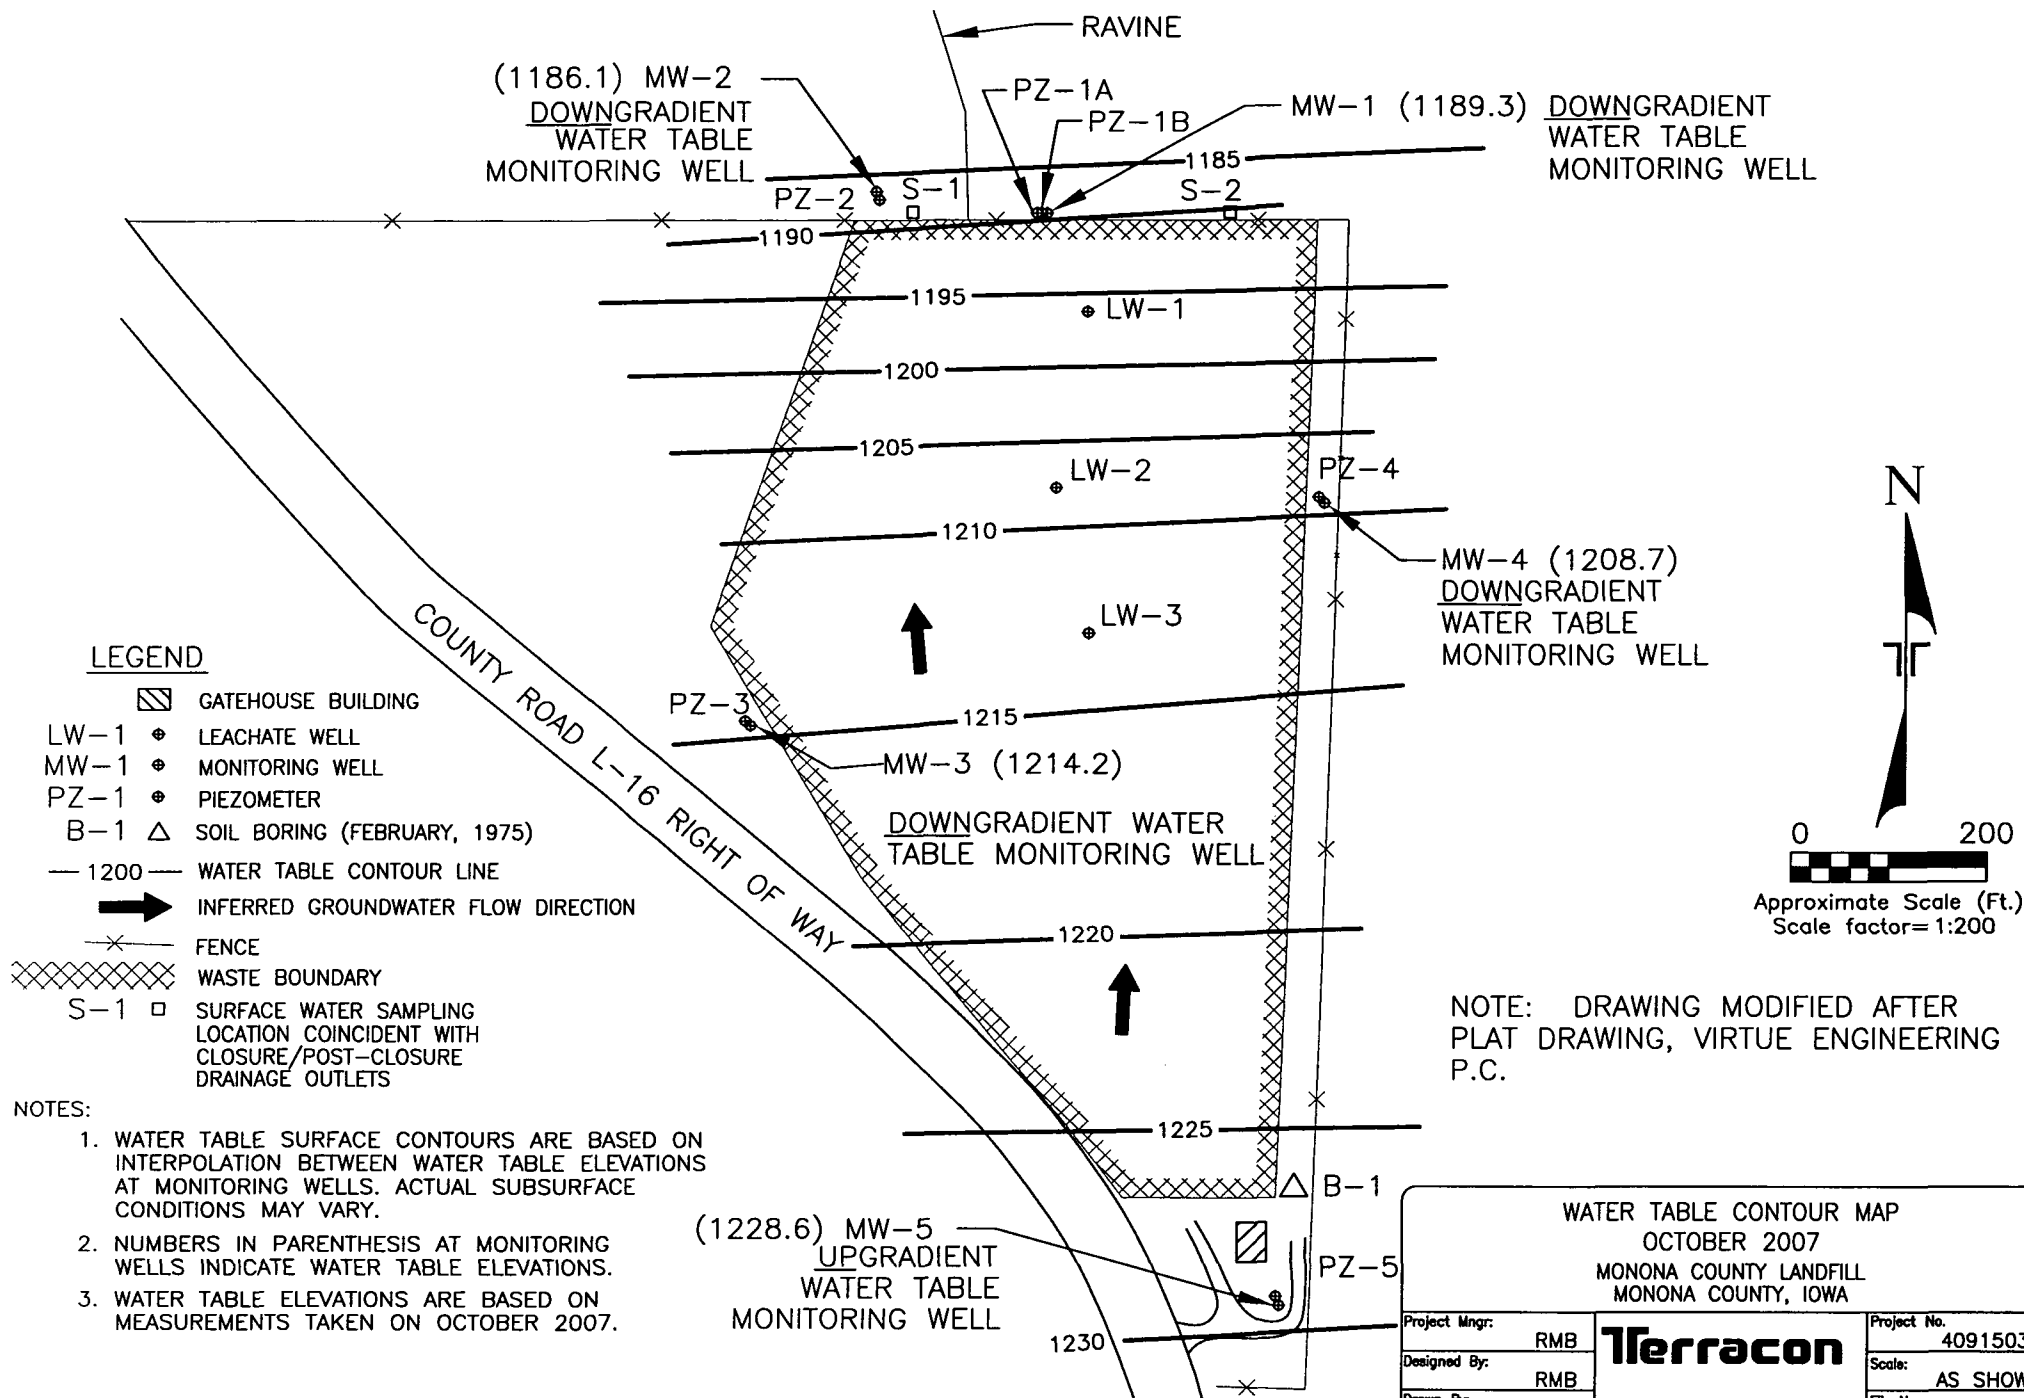 RAVINE
(1186.1) MW-2
DOWNGRADIENT
WATER TABLE
MONITORING WELL
PZ-1A
PZ-1B
MW-1 (1189.3) DOWNGRADIENT
WATER TABLE
MONITORING WELL
1185
PZ-2
S-1
S-2
1190
1195
LW-1
1200
1205
LW-2
PZ-4
1210
MW-4 (1208.7)
DOWNGRADIENT
WATER TABLE
MONITORING WELL
N
LW-3
PZ-3
1215
MW-3 (1214.2)
DOWNGRADIENT WATER
TABLE MONITORING WELL
COUNTY ROAD L-16 RIGHT OF WAY
1220
1225
B-1
(1228.6) MW-5
UPGRADIENT
WATER TABLE
MONITORING WELL
PZ-5
1230
0 200
Approximate Scale (Ft.)
Scale factor= 1:200
NOTE: DRAWING MODIFIED AFTER
PLAT DRAWING, VIRTUE ENGINEERING
P.C.
LEGEND
GATEHOUSE BUILDING
LW-1 LEACHATE WELL
MW-1 MONITORING WELL
PZ-1 PIEZOMETER
B-1 SOIL BORING (FEBRUARY, 1975)
1200 WATER TABLE CONTOUR LINE
INFERRED GROUNDWATER FLOW DIRECTION
FENCE
WASTE BOUNDARY
S-1 SURFACE WATER SAMPLING
LOCATION COINCIDENT WITH
CLOSURE/POST-CLOSURE
DRAINAGE OUTLETS
NOTES:
1. WATER TABLE SURFACE CONTOURS ARE BASED ON
INTERPOLATION BETWEEN WATER TABLE ELEVATIONS
AT MONITORING WELLS. ACTUAL SUBSURFACE
CONDITIONS MAY VARY.
2. NUMBERS IN PARENTHESIS AT MONITORING
WELLS INDICATE WATER TABLE ELEVATIONS.
3. WATER TABLE ELEVATIONS ARE BASED ON
MEASUREMENTS TAKEN ON OCTOBER 2007.
WATER TABLE CONTOUR MAP
OCTOBER 2007
MONONA COUNTY LANDFILL
MONONA COUNTY, IOWA
Project Mngr: RMB
Designed By: RMB
Terracon
Project No. 4091503
Scale: AS SHOW